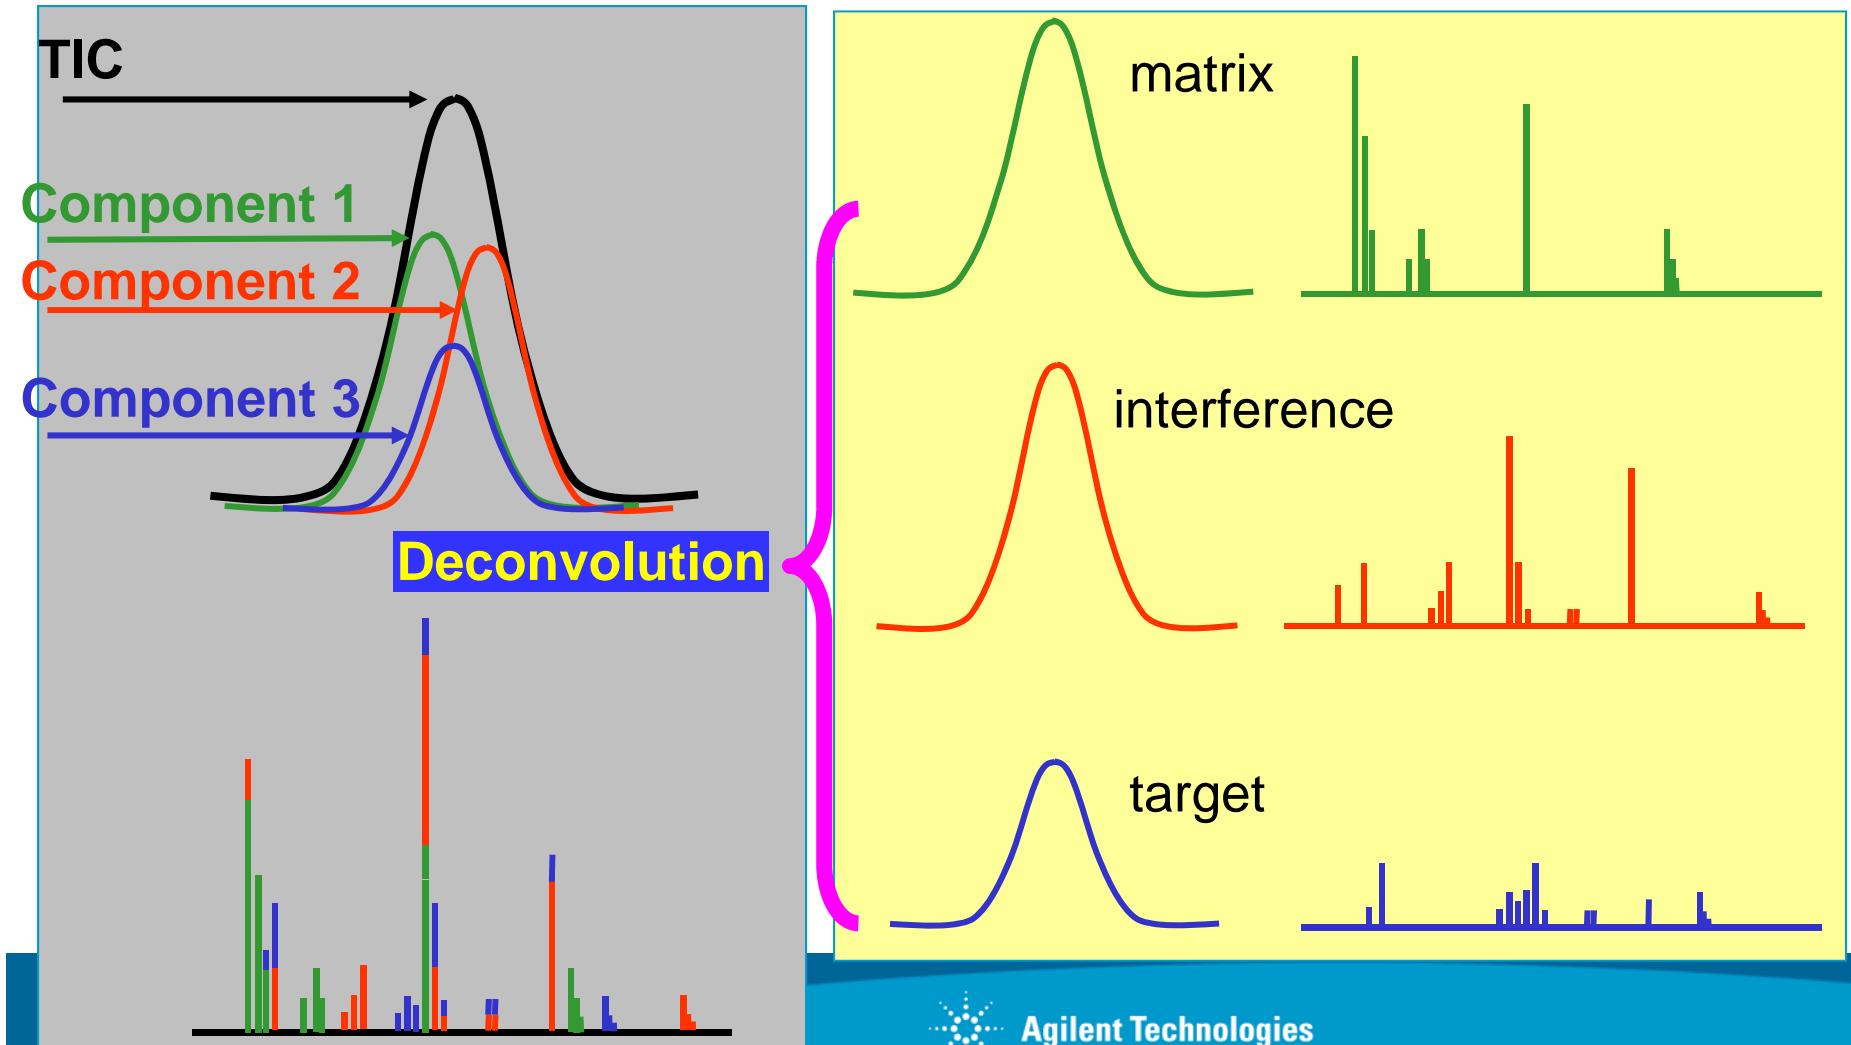 TIC
Component 1
Component 2
Component 3
Deconvolution
matrix
interference
target
Agilent Technologies